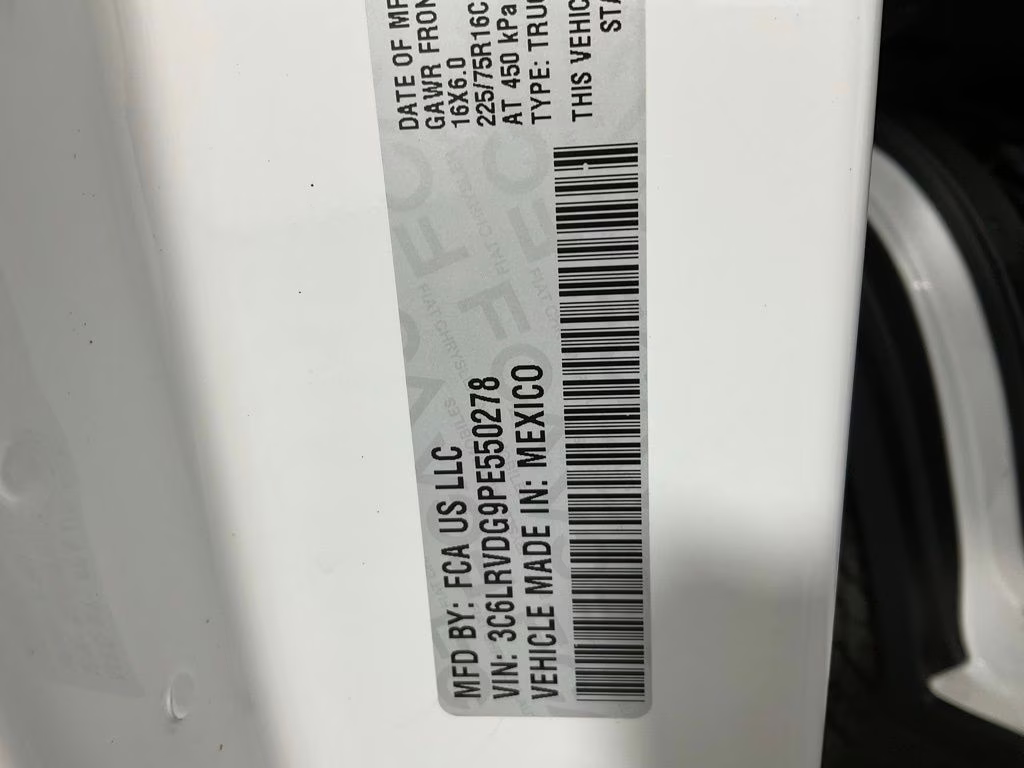 MFD BY: FCA US LLC
VIN: 3C6LRVDG9PE550278
VEHICLE MADE IN: MEXICO
DATE OF MF
GAWR FRON
16X6.0
225/75R16C
AT 450 kPa
TYPE: TRUC
THIS VEHIC
STA